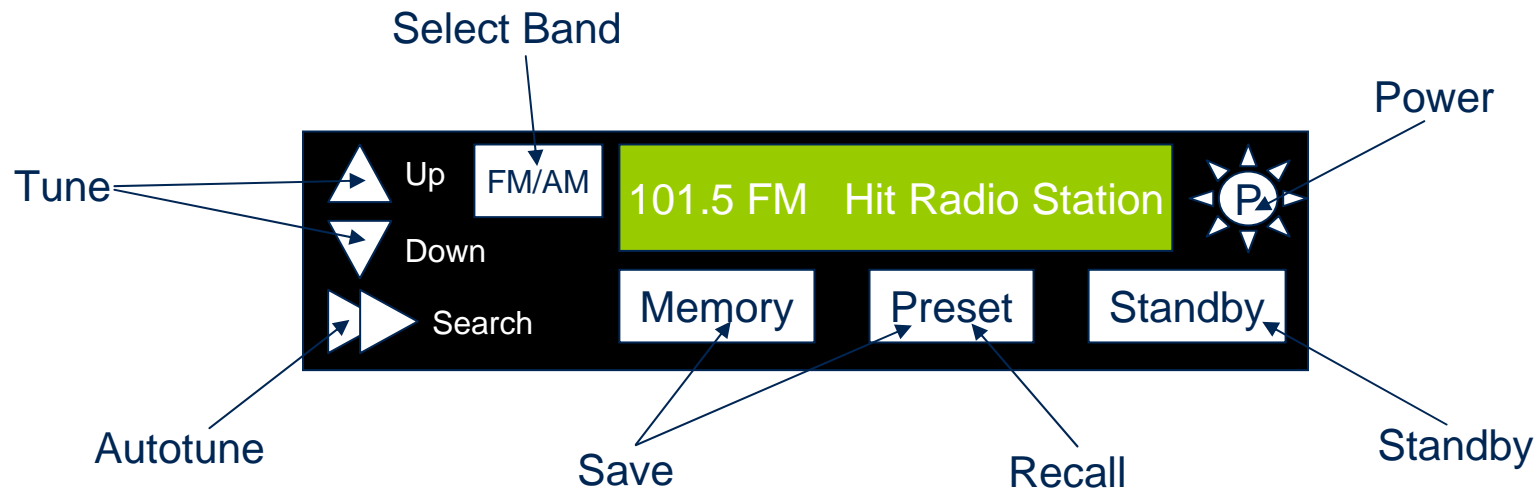 Select Band
Power
Tune
Up
FM/AM
101.5 FM Hit Radio Station
P
Down
Memory
Preset
Standby
Search
Autotune
Save
Recall
Standby